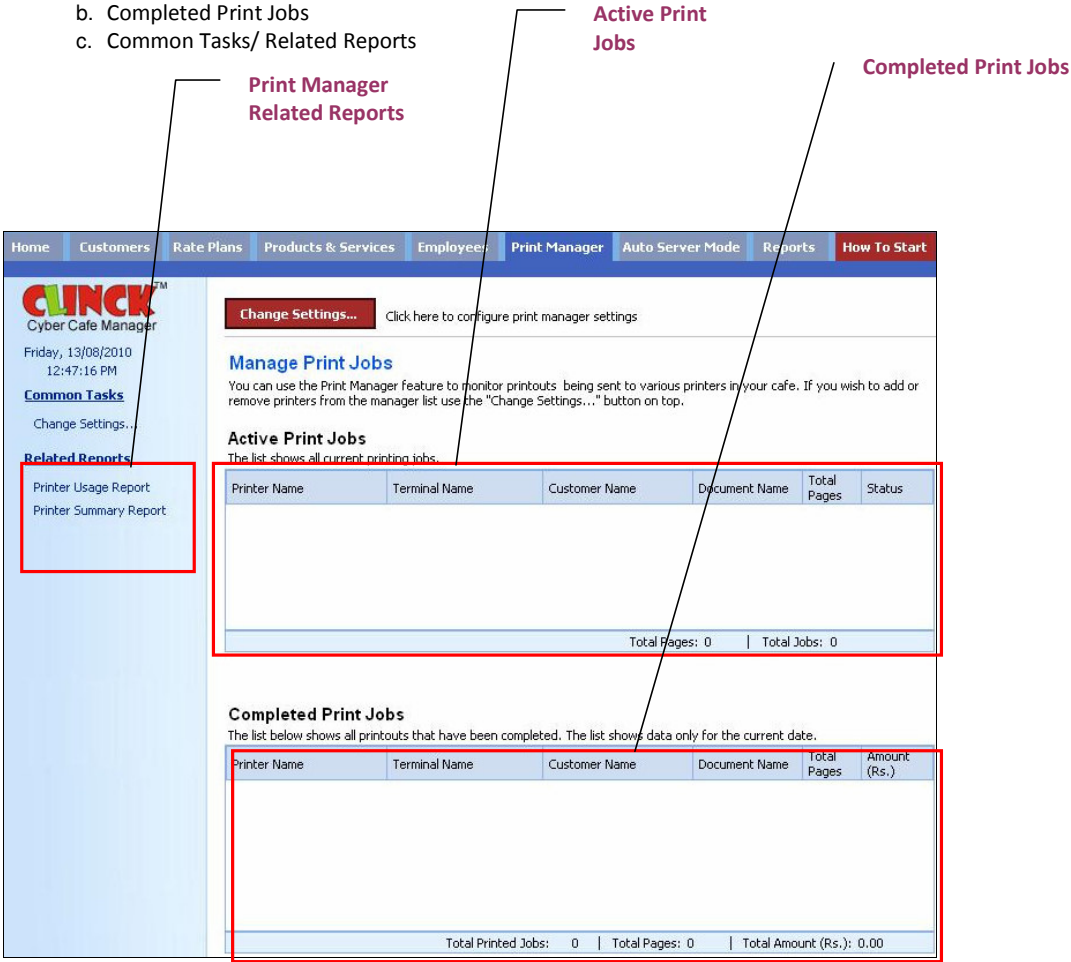 b. Completed Print Jobs
c. Common Tasks/ Related Reports
Active Print
Jobs
Completed Print Jobs
Print Manager
Related Reports
Home Customers Rate Plans Products & Services Employees Print Manager Auto Server Mode Reports How To Start
CLINCK TM
Cyber Cafe Manager
Friday, 13/08/2010
12:47:16 PM
Common Tasks
Change Settings...
Related Reports
Printer Usage Report
Printer Summary Report
Change Settings... Click here to configure print manager settings
Manage Print Jobs
You can use the Print Manager feature to monitor printouts being sent to various printers in your cafe. If you wish to add or
remove printers from the manager list use the "Change Settings..." button on top.
Active Print Jobs
The list shows all current printing jobs.
Printer Name Terminal Name Customer Name Document Name Total Pages Status
Total Pages: 0 | Total Jobs: 0
Completed Print Jobs
The list below shows all printouts that have been completed. The list shows data only for the current date.
Printer Name Terminal Name Customer Name Document Name Total Pages Amount (Rs.)
Total Printed Jobs: 0 | Total Pages: 0 | Total Amount (Rs.): 0.00